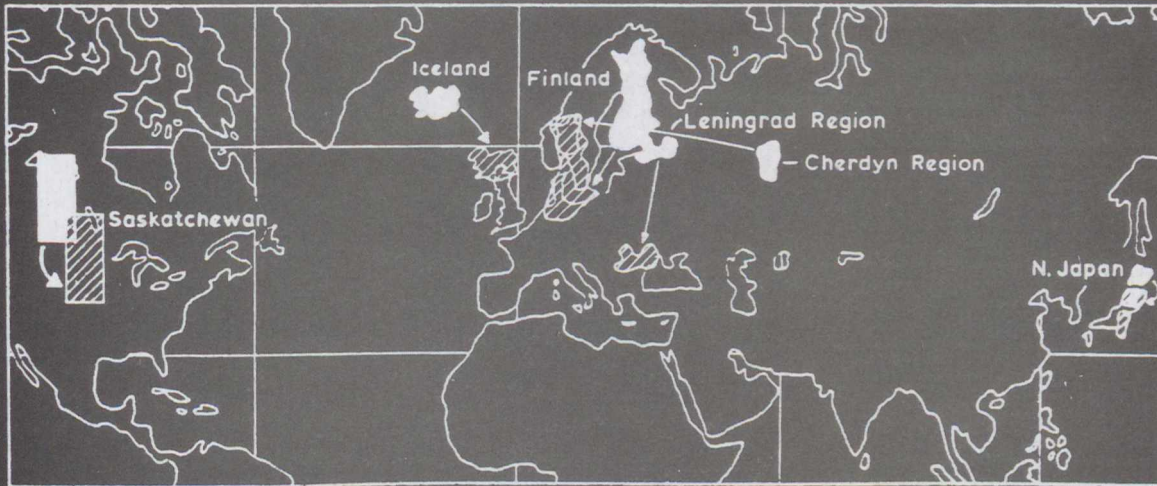 Iceland
Finland
Leningrad Region
Cherdyn Region
Saskatchewan
N. Japan